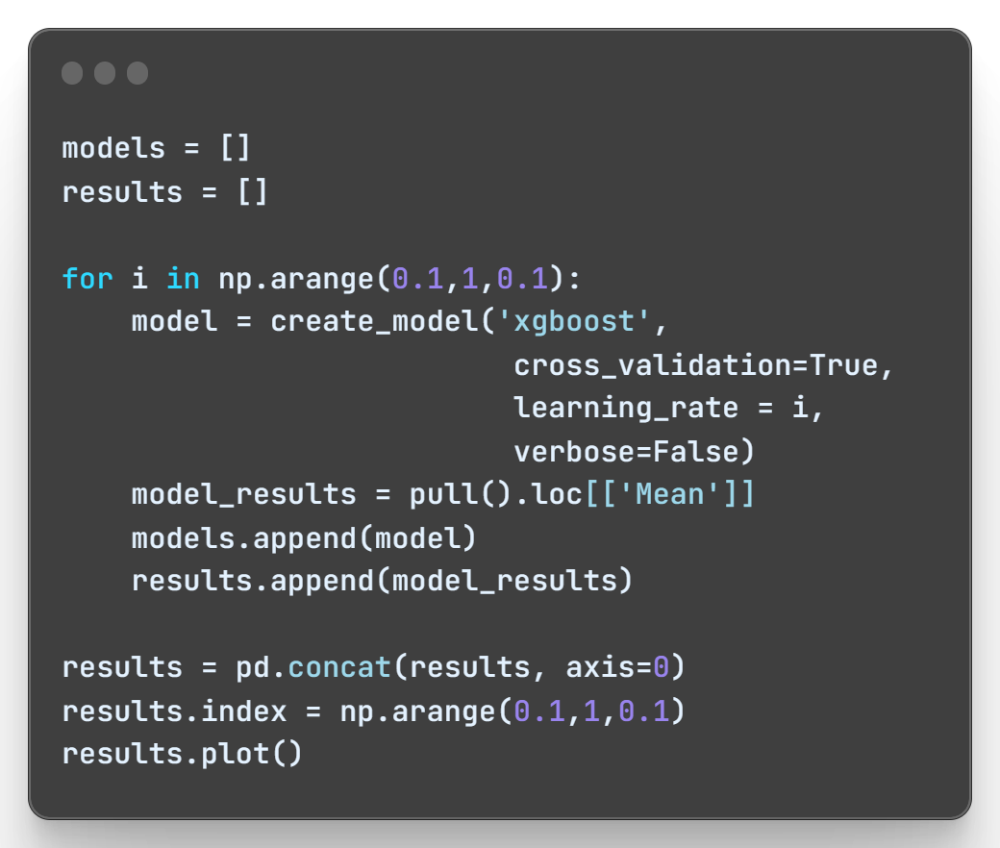 models = []
results = []

for i in np.arange(0.1,1,0.1):
    model = create_model('xgboost',
                          cross_validation=True,
                          learning_rate = i,
                          verbose=False)
    model_results = pull().loc[['Mean']]
    models.append(model)
    results.append(model_results)

results = pd.concat(results, axis=0)
results.index = np.arange(0.1,1,0.1)
results.plot()